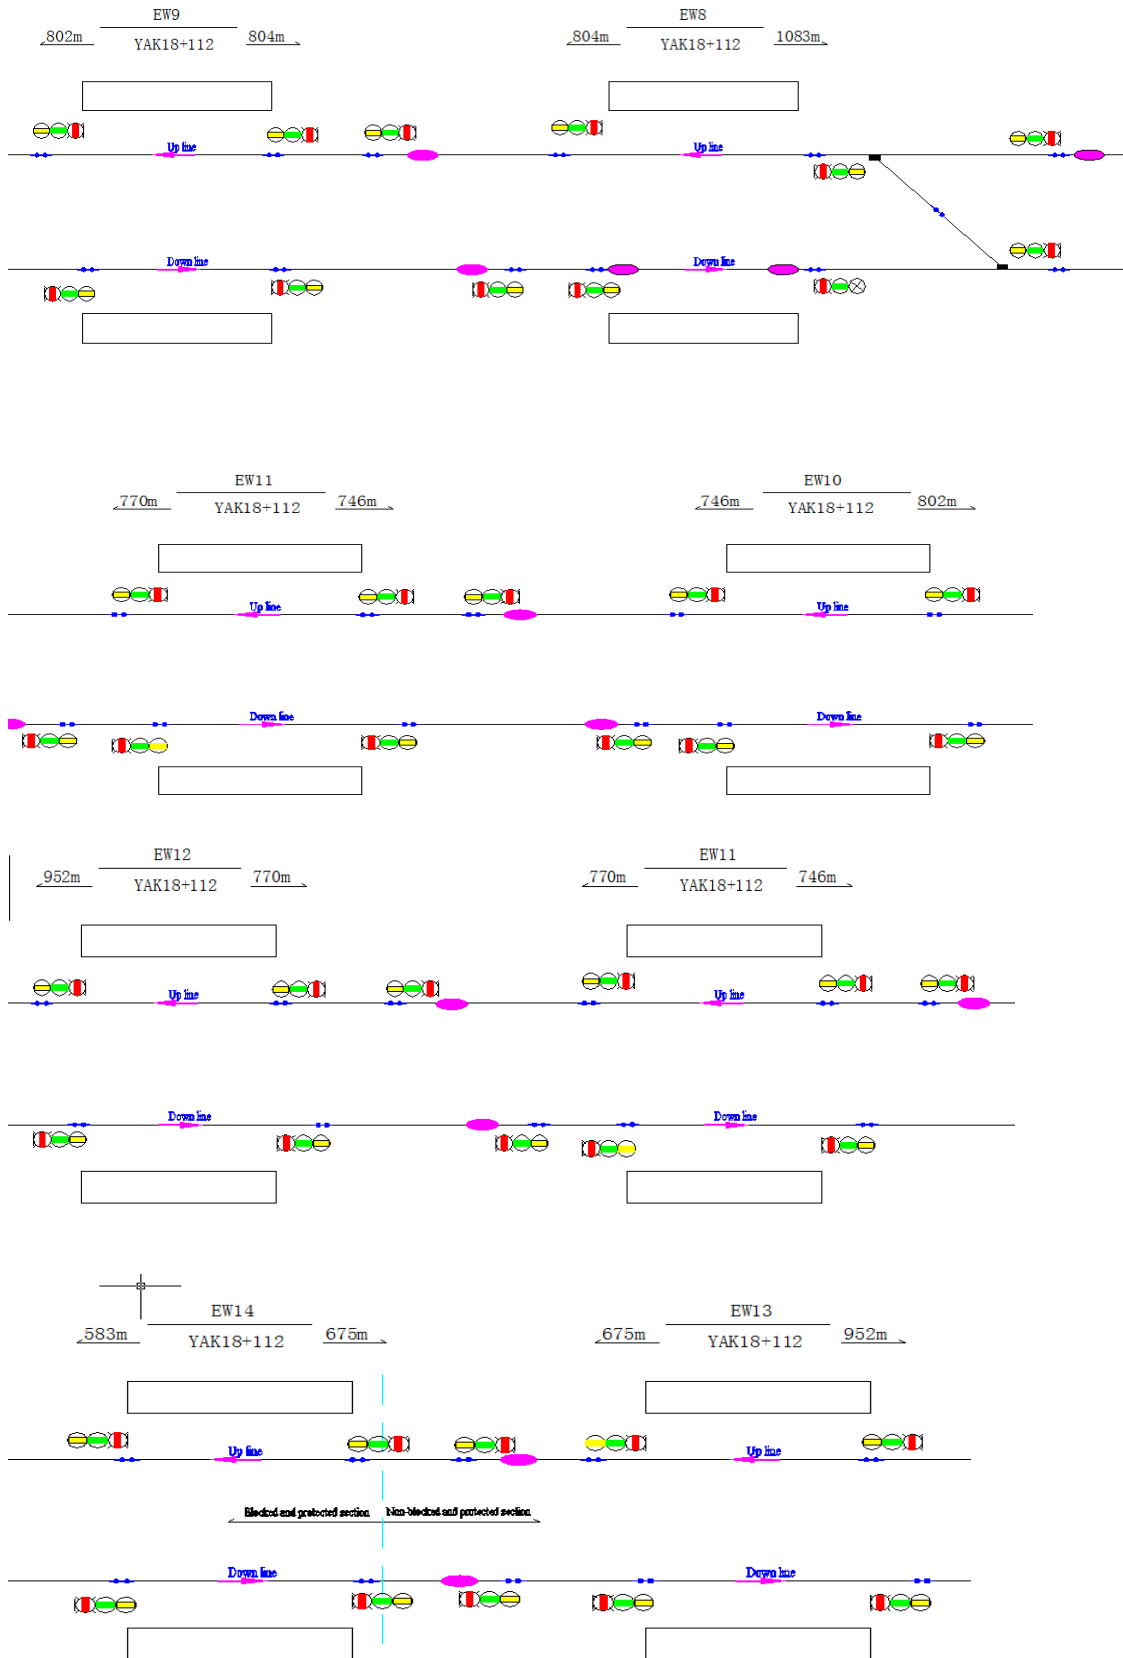 EW9 EW8
802m 804m 804m 1083m
YAK18+112 YAK18+112
Up line Up line
Down line Down line
EW11 EW10
770m 746m 746m 802m
YAK18+112 YAK18+112
Up line Up line
Down line Down line
EW12 EW11
952m 770m 770m 746m
YAK18+112 YAK18+112
Up line Up line
Down line Down line
EW14 EW13
583m 675m 675m 952m
YAK18+112 YAK18+112
Up line Up line
Blocked and protected section Non-blocked and protected section
Down line Down line